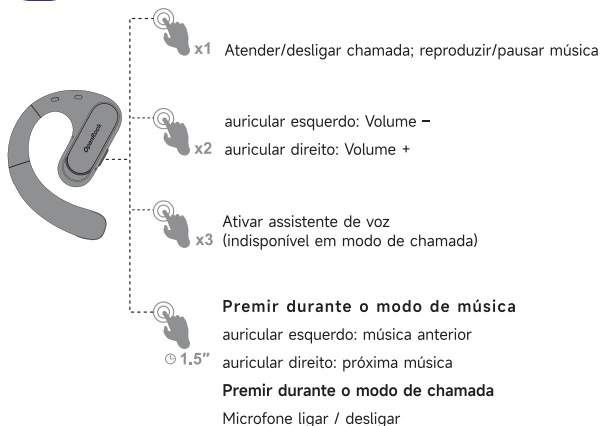 x1 Atender/desligar chamada; reproduzir/pausar música
auricular esquerdo: Volume –
x2 auricular direito: Volume +
OpenRock
Ativar assistente de voz
x3 (indisponível em modo de chamada)
Premir durante o modo de música
auricular esquerdo: música anterior
1.5" auricular direito: próxima música
Premir durante o modo de chamada
Microfone ligar / desligar